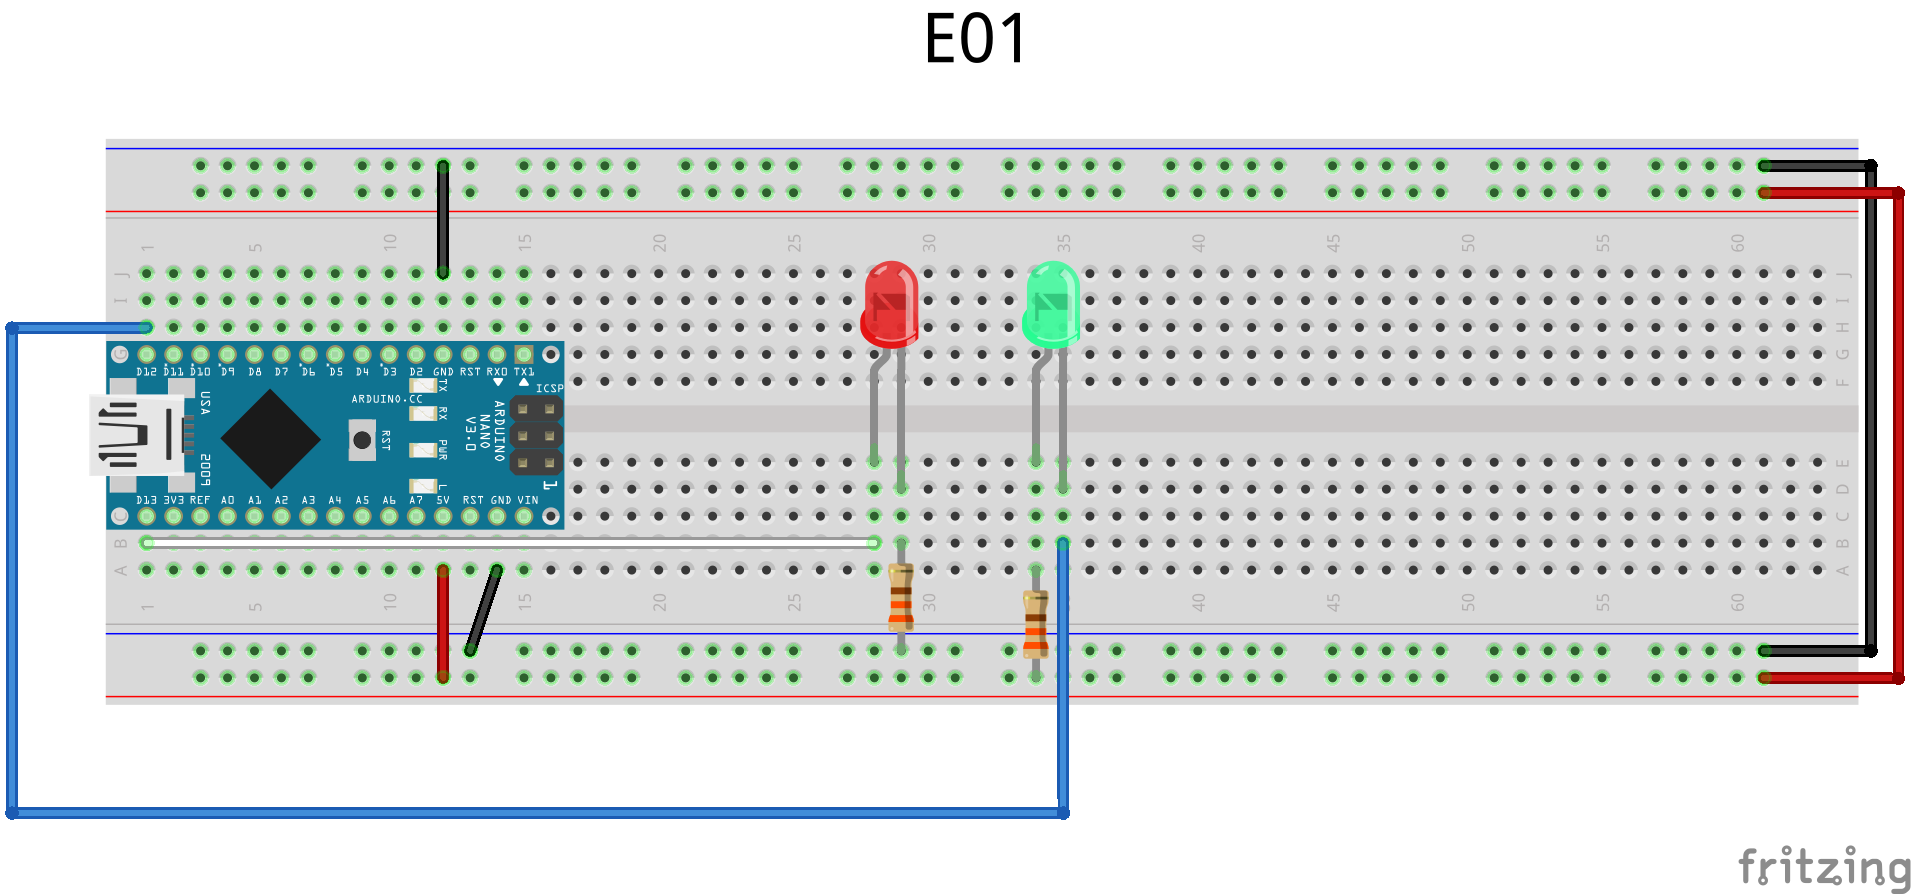 E01
1 5 10 15 20 25 30 35 40 45 50 55 60
J J
I I
H
G G
F
D12 D11 D10 D9 D8 D7 D6 D5 D4 D3 D2 GND RST RX0 TX1
USA
ARDUINO.CC
TX
RX
RST
PWR
L
ARDUINO
NANO
V3.0
ICSP
1
2009
E
D
D13 3V3 REF A0 A1 A2 A3 A4 A5 A6 A7 5V RST GND VIN
C C
B B
A A
1 5 10 15 20 25 30 40 45 50 55 60
fritzing